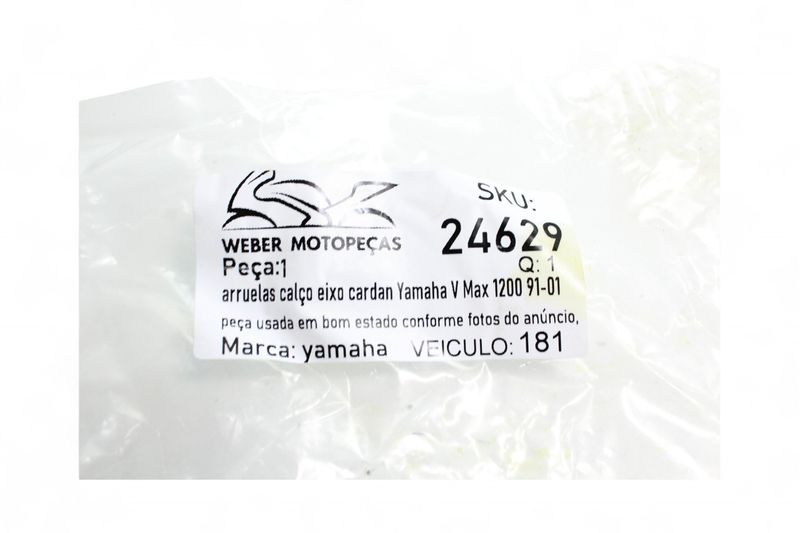 SKU:
WEBER MOTOPEÇAS 24629
Peça:1 Q: 1
arruelas calço eixo cardan Yamaha V Max 1200 91-01
peça usada em bom estado conforme fotos do anúncio,
Marca: yamaha VEICULO: 181